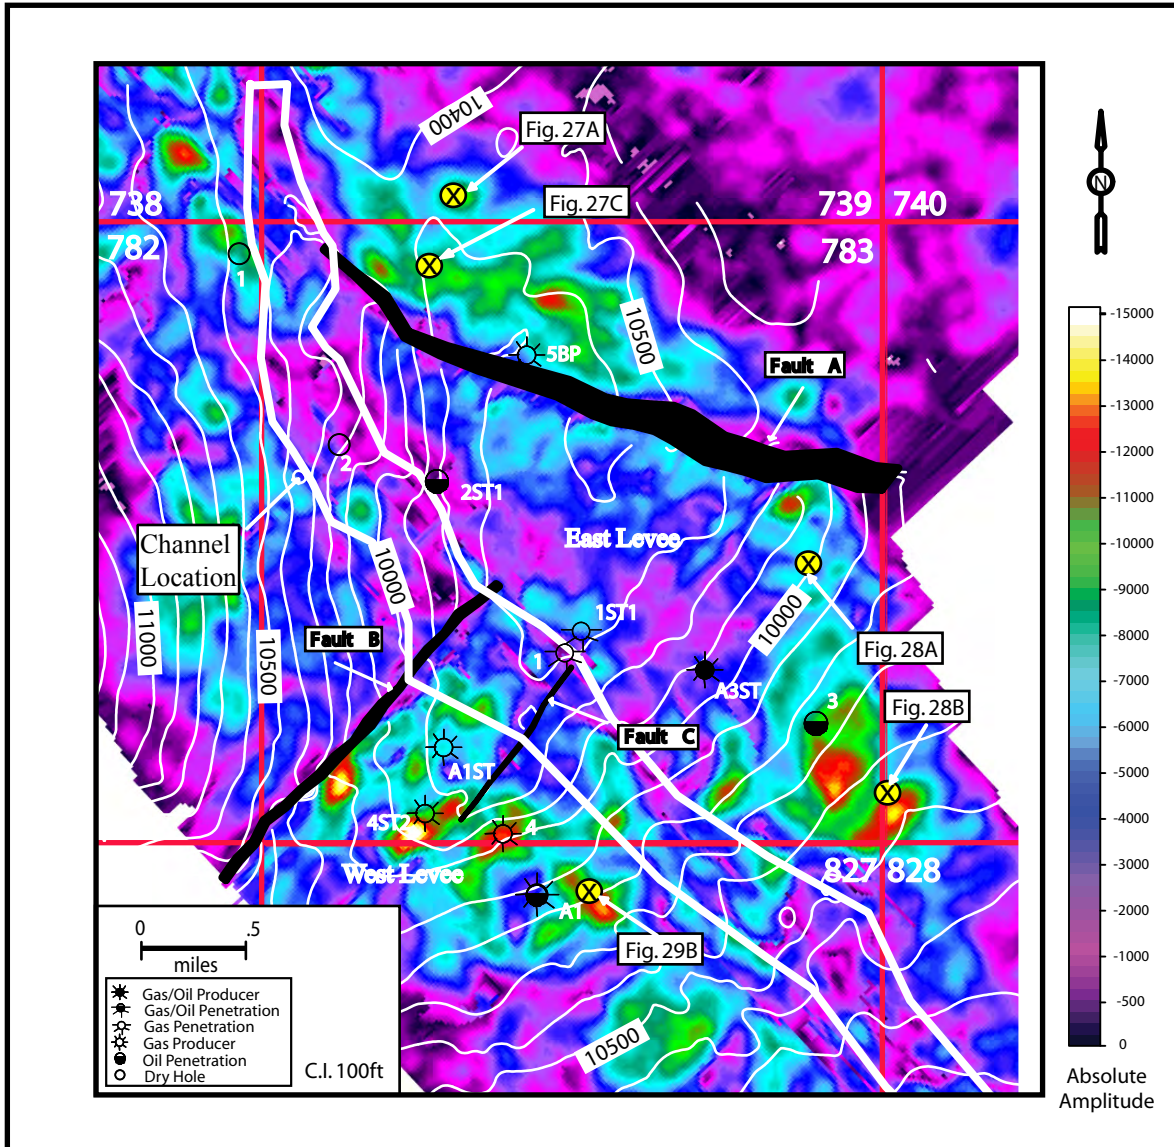 10400
Fig. 27A
Fig. 27C
N
738
739
740
782
783
1
10500
5BP
Fault A
2
2ST1
Channel
Location
East Levee
10000
11000
10500
Fault B
1ST1
1
10000
Fig. 28A
A3ST
3
Fig. 28B
Fault C
A1ST
4ST2
4
West Levee
827
828
A1
Fig. 29B
10500
0
.5
miles
Gas/Oil Producer
Gas/Oil Penetration
Gas Penetration
Gas Producer
Oil Penetration
Dry Hole
C.I. 100ft
-15000
-14000
-13000
-12000
-11000
-10000
-9000
-8000
-7000
-6000
-5000
-4000
-3000
-2000
-1000
-500
0
Absolute
Amplitude